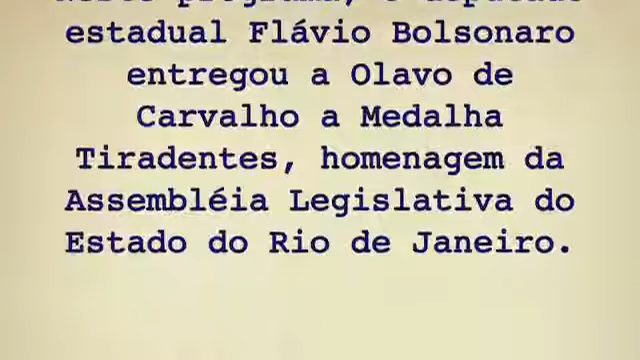 estadual Flávio Bolsonaro
entregou a Olavo de
Carvalho a Medalha
Tiradentes, homenagem da
Assembléia Legislativa do
Estado do Rio de Janeiro.